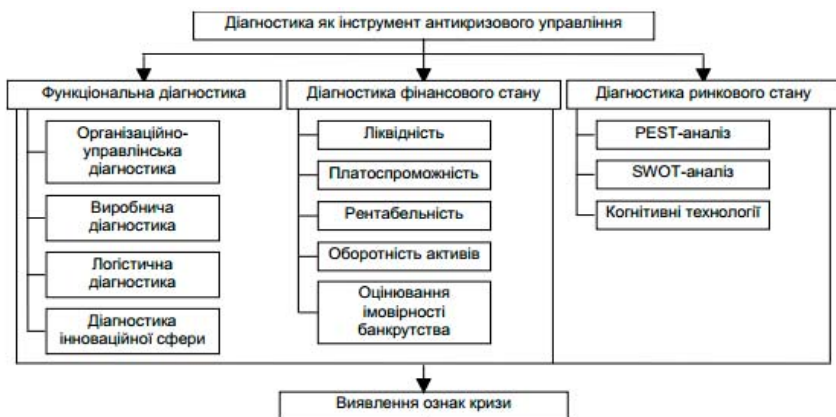 Діагностика як інструмент антикризового управління
Функціональна діагностика
Організаційно-
управлінська
діагностика
Виробнича
діагностика
Логістична
діагностика
Діагностика
інноваційної сфери
Діагностика фінансового стану
Ліквідність
Платоспроможність
Рентабельність
Оборотність активів
Оцінювання
імовірності
банкрутства
Діагностика ринкового стану
PEST-аналіз
SWOT-аналіз
Когнітивні технології
Виявлення ознак кризи